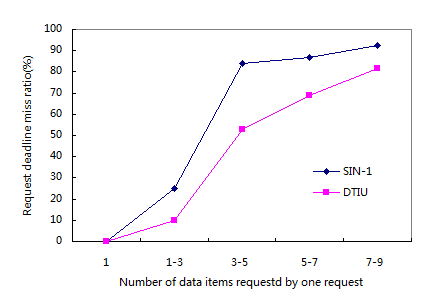 100
90
80
70
60
50
40
30
20
10
0
Request deadline miss ratio(%)
SIN-1
DTIU
1 1-3 3-5 5-7 7-9
Number of data items requestd by one request